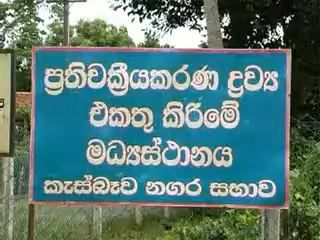 ප්‍රතිචක්‍රීයකරණ ද්‍රව්‍ය
එකතු කිරිමේ
මධ්‍යස්ථානය
කැස්බෑව නගර සභාව